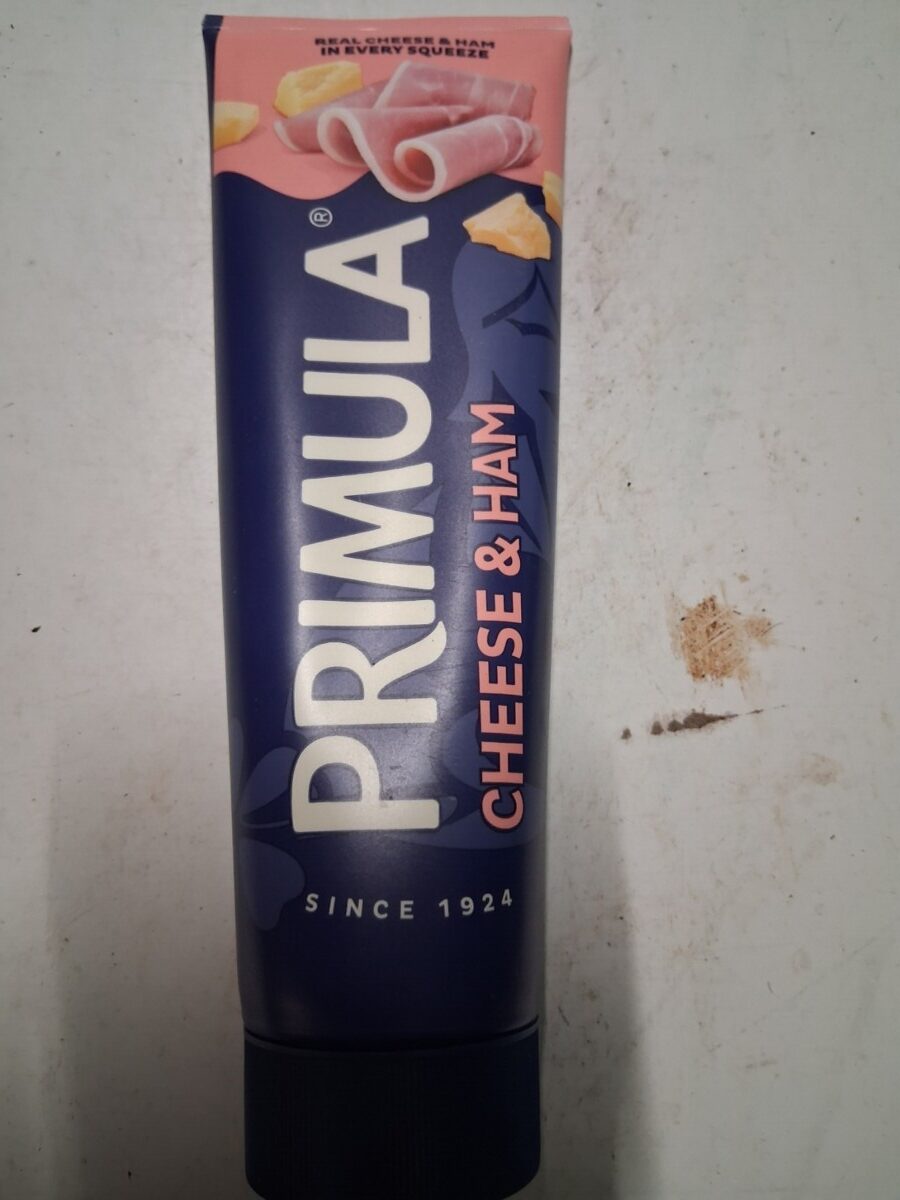 REAL CHEESE & HAM
IN EVERY SQUEEZE
PRIMULA®
CHEESE & HAM
SINCE 1924